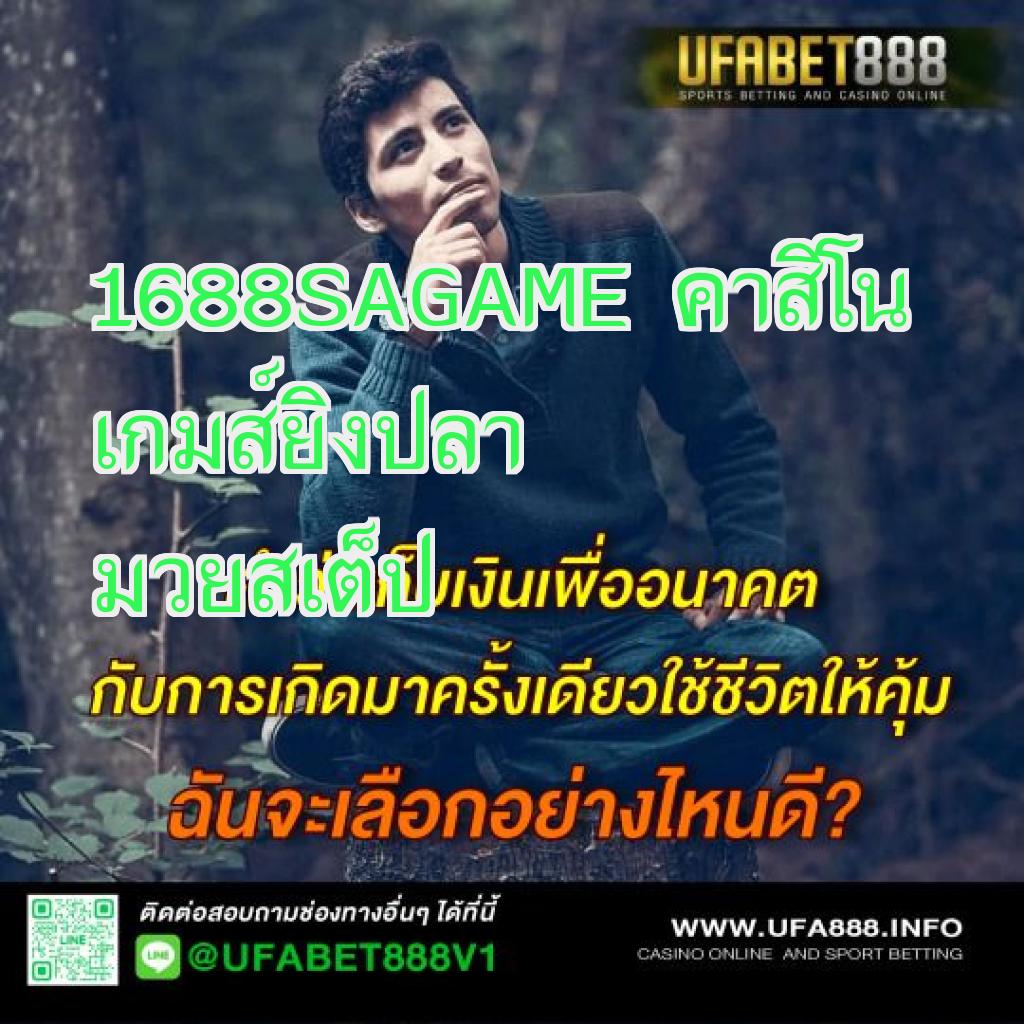 UFABET888
SPORTS BETTING AND CASINO ONLINE
1688SAGAME คาสิโน
เกมส์ยิงปลา
มวยสเต็ป
เงินเพื่ออนาคต
กับการเกิดมาครั้งเดียวใช้ชีวิตให้คุ้ม
ฉันจะเลือกอย่างไหนดี?
ติดต่อสอบถามช่องทางอื่นๆ ได้ที่นี้
LINE
LINE @UFABET888V1
WWW.UFA888.INFO
CASINO ONLINE AND SPORT BETTING